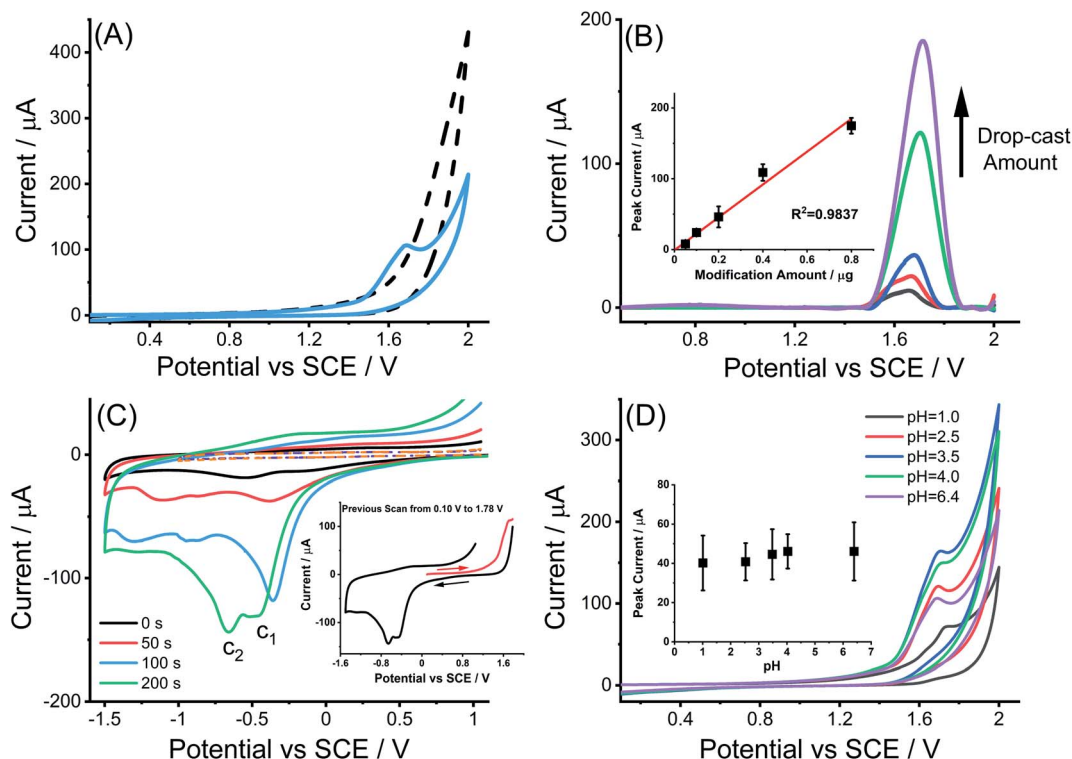 (A)
Current / μA
400
300
200
100
0
0.4
0.8
1.2
1.6
2
Potential vs SCE / V
(B)
Current / μA
200
100
0
0.8
1.2
1.6
2
Potential vs SCE / V
Drop-cast
Amount
Peak Current / μA
200
100
0
0
0.2
0.4
0.6
0.8
Modification Amount / μg
R²=0.9837
(C)
Current / μA
0
-100
-200
-1.5
-1
-0.5
0
0.5
1
Potential vs SCE / V
0 s
50 s
100 s
200 s
c₂
c₁
Previous Scan from 0.10 V to 1.78 V
Current / μA
100
0
-100
-1.6
-0.8
0
0.8
1.6
Potential vs SCE / V
(D)
Current / μA
300
200
100
0
0.4
0.8
1.2
1.6
2
Potential vs SCE / V
pH=1.0
pH=2.5
pH=3.5
pH=4.0
pH=6.4
Peak Current / μA
80
60
40
20
0
0
1
2
3
4
5
6
7
pH